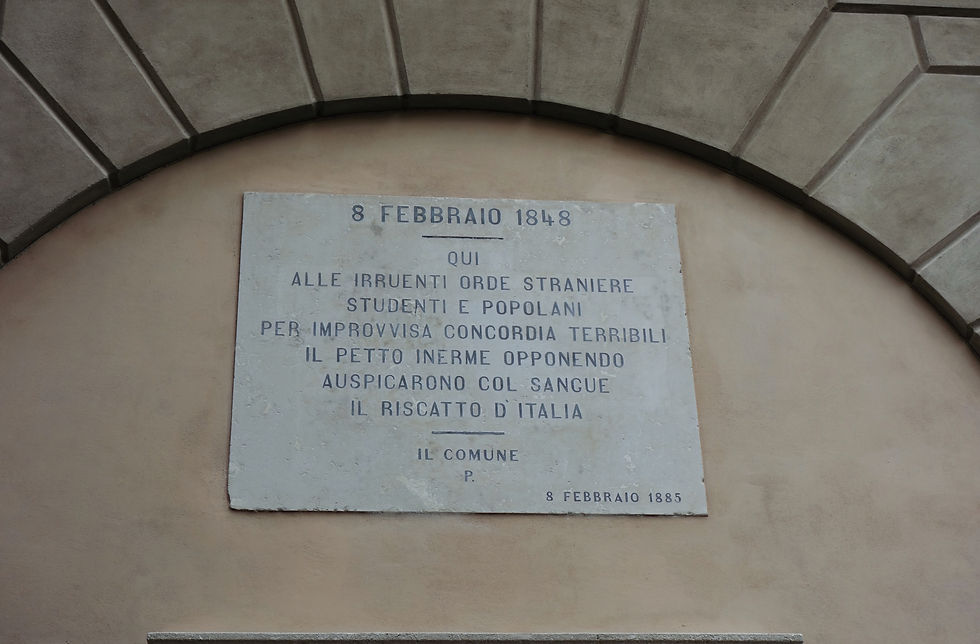 8 FEBBRAIO 1848
QUI
ALLE IRRUENTI ORDE STRANIERE
STUDENTI E POPOLANI
PER IMPROVVISA CONCORDIA TERRIBILI
IL PETTO INERME OPPONENDO
AUSPICARONO COL SANGUE
IL RISCATTO D'ITALIA
IL COMUNE
P.
8 FEBBRAIO 1885